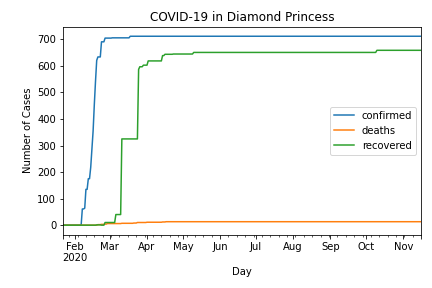 COVID-19 in Diamond Princess
Number of Cases
700
600
500
400
300
200
100
0
confirmed
deaths
recovered
Feb Mar Apr May Jun Jul Aug Sep Oct Nov
2020
Day